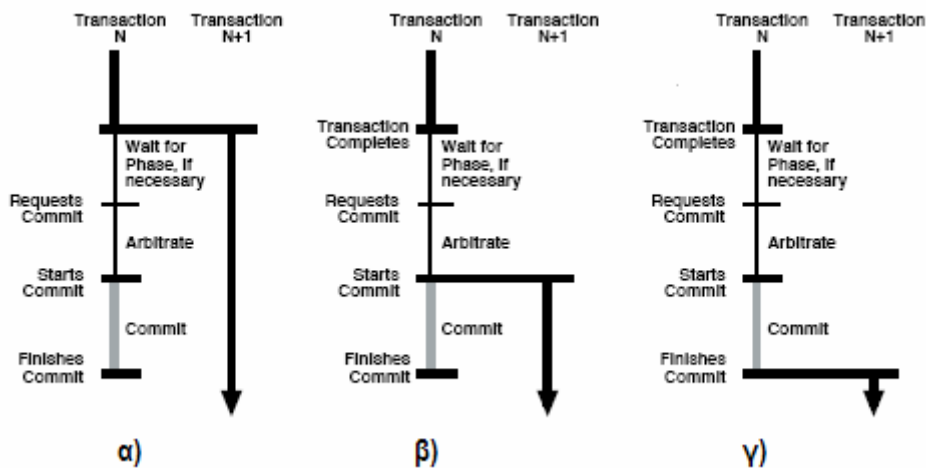 Transaction
N
Transaction
N+1
Wait for
Phase, if
necessary
Requests
Commit
Arbitrate
Starts
Commit
Commit
Finishes
Commit
α)
Transaction
N
Transaction
N+1
Transaction
Completes
Wait for
Phase, if
necessary
Requests
Commit
Arbitrate
Starts
Commit
Commit
Finishes
Commit
β)
Transaction
N
Transaction
N+1
Transaction
Completes
Wait for
Phase, if
necessary
Requests
Commit
Arbitrate
Starts
Commit
Commit
Finishes
Commit
γ)